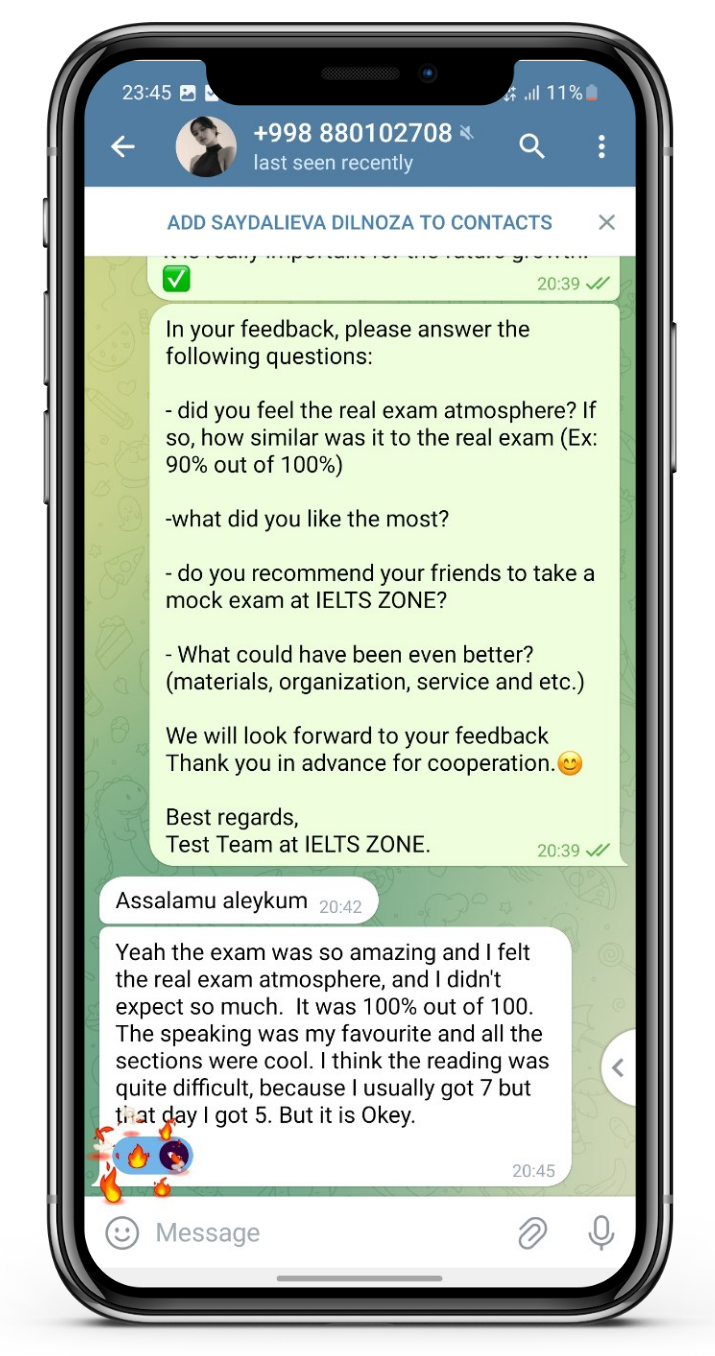 23:45
11%
+998 880102708
last seen recently
ADD SAYDALIEVA DILNOZA TO CONTACTS
It is really important for the future growth.
20:39
In your feedback, please answer the
following questions:
- did you feel the real exam atmosphere? If
so, how similar was it to the real exam (Ex:
90% out of 100%)
-what did you like the most?
- do you recommend your friends to take a
mock exam at IELTS ZONE?
- What could have been even better?
(materials, organization, service and etc.)
We will look forward to your feedback
Thank you in advance for cooperation.😊
Best regards,
Test Team at IELTS ZONE.
20:39
Assalamu aleykum 20:42
Yeah the exam was so amazing and I felt
the real exam atmosphere, and I didn't
expect so much. It was 100% out of 100.
The speaking was my favourite and all the
sections were cool. I think the reading was
quite difficult, because I usually got 7 but
that day I got 5. But it is Okey.
20:45
Message